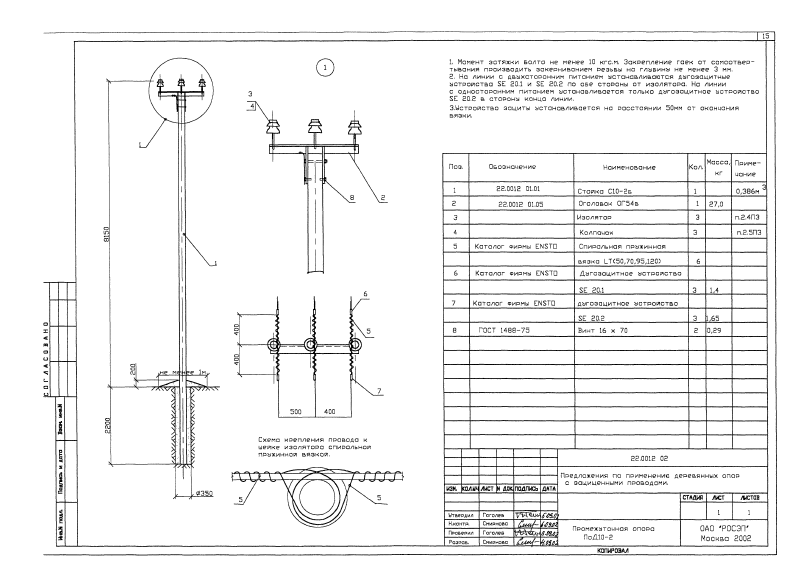 15
1. Момент затяжки болта не менее 10 кгс.м. Закрепление гаек от самоотвер-
тывания производить закерниванием резьбы на глубину не менее 3 мм.
2. На линии с двухсторонним питанием устанавливаются дугозащитные
устройства SE 20.1 и SE 20.2 по обе стороны от изолятора. На линии
с односторонним питанием устанавливается только дугозащитное устройство
SE 20.2 в сторону конца линии.
3.Устройство защиты устанавливается на расстоянии 50мм от окончания
вязки.
1
3
4
1
8
2
8150
1
Поз. Обозначение Наименование Кол. Масса, кг Приме-
чание
1 22.0012 01.01 Стойка С10-2в 1 0,386м 3
2 22.0012 01.05 Оголовок ОГ54в 1 27,0
3 Изолятор 3 п.2.4ПЗ
4 Колпачок 3 п.2.5ПЗ
5 Каталог фирмы ENSTO Спиральная пружинная
вязка LT(50,70,95,120) 6
6 Каталог фирмы ENSTO Дугозащитное устройство
SE 20.1 3 1,4
7 Каталог фирмы ENSTO дугозащитное устройство
SE 20.2 3 0,65
8 ГОСТ 1488-75 Винт 16 x 70 2 0,29
6
5
400
400
7
500 400
200
не менее 1м
2200
ø350
Схема крепления провода к
шейке изолятора спиральной
пружинной вязкой.
5 5
СОГЛАСОВАНО
Взам. инв.N
Подпись и дата
Инв.N подл.
22.0012 02
Предложения по применению деревянных опор
с защищенными проводами.
ИЗМ. КОЛ.УЧ ЛИСТ N ДОК. ПОДПИСЬ ДАТА
СТАДИЯ ЛИСТ ЛИСТОВ
1 1
Утвердил Гоголев
Н.контр. Смирнова
Проверил Гоголев
Разраб. Смирнова
Промежуточная опора
ПоД10-2
ОАО "РОСЭП"
Москва 2002
КОПИРОВАЛ